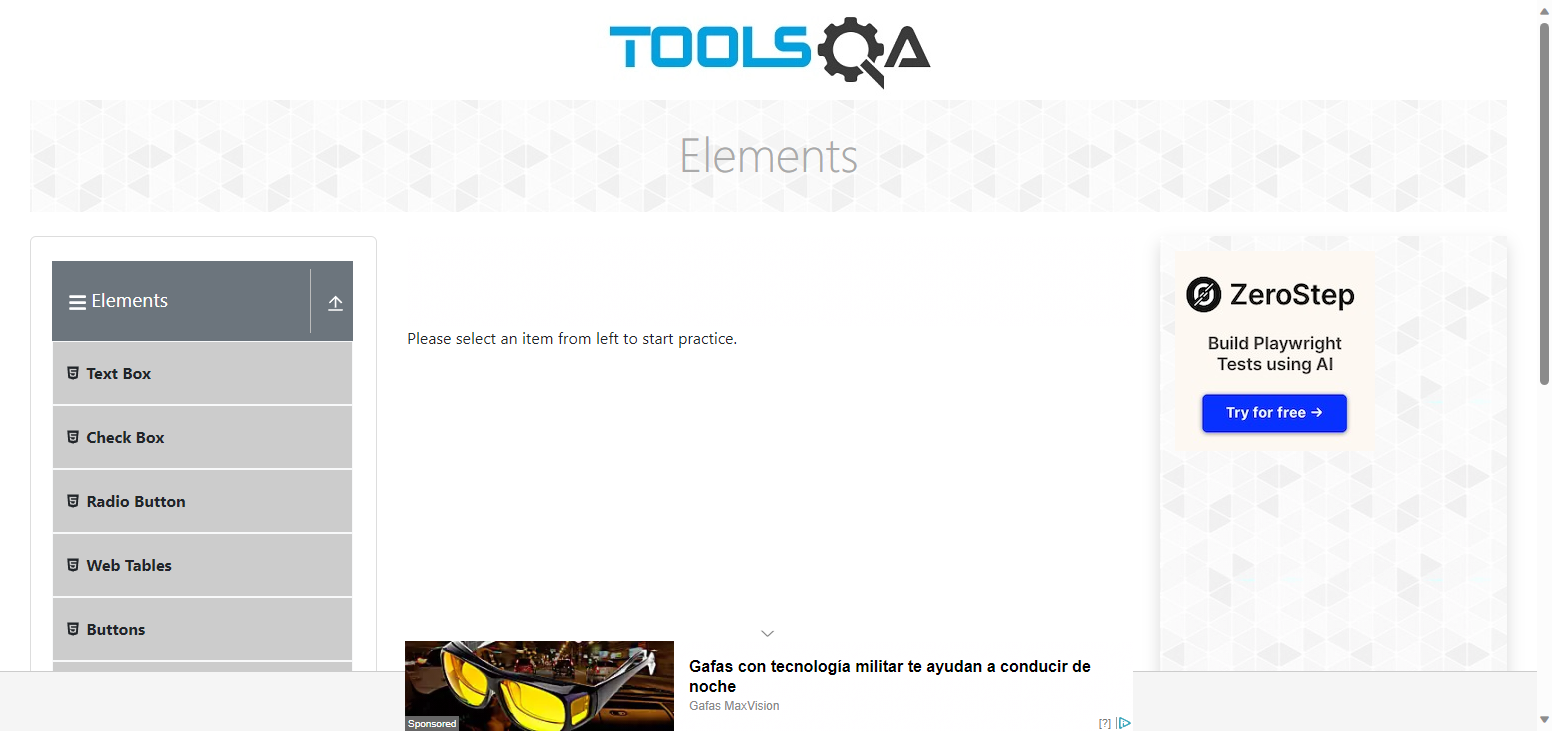 TOOLSQA
Elements
Elements
Text Box
Check Box
Radio Button
Web Tables
Buttons
Please select an item from left to start practice.
ZeroStep
Build Playwright
Tests using AI
Try for free →
Sponsored
Gafas con tecnología militar te ayudan a conducir de
noche
Gafas MaxVision
[?]